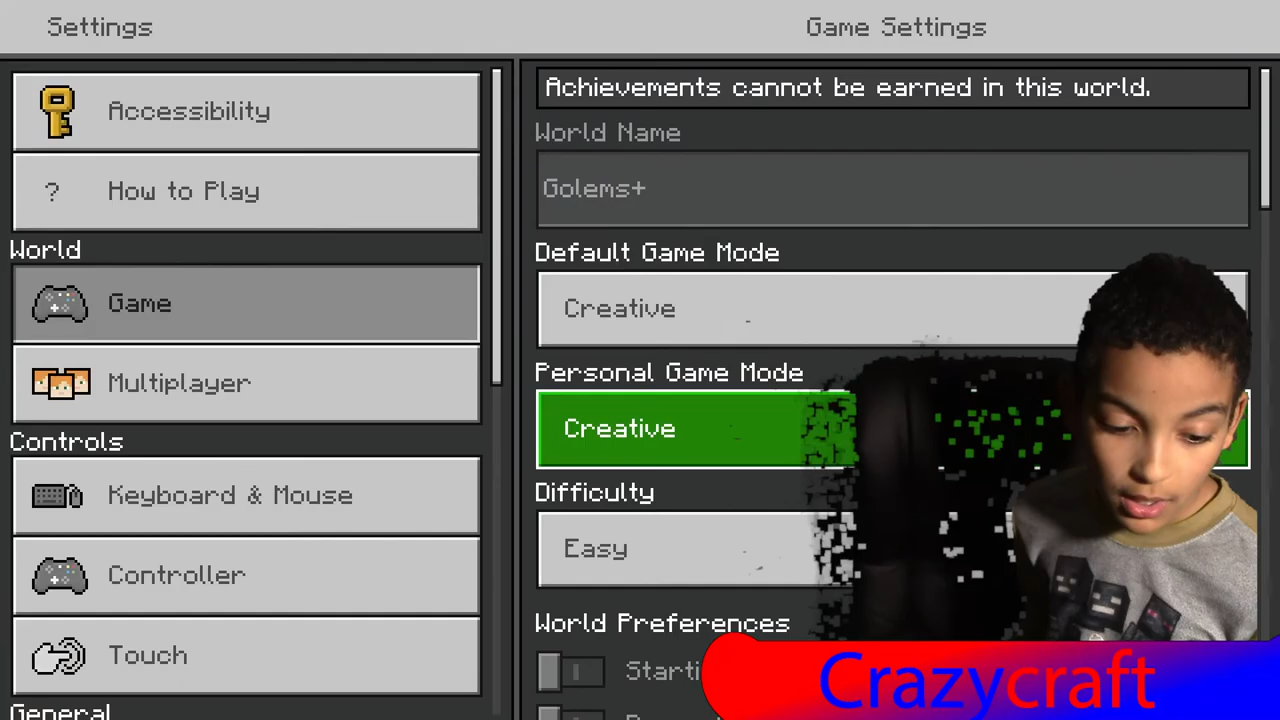 Settings
Game Settings
Accessibility
? How to Play
World
Game
Multiplayer
Controls
Keyboard & Mouse
Controller
Touch
General
Achievements cannot be earned in this world.
World Name
Golems+
Default Game Mode
Creative
Personal Game Mode
Creative
Difficulty
Easy
World Preferences
Crazycraft